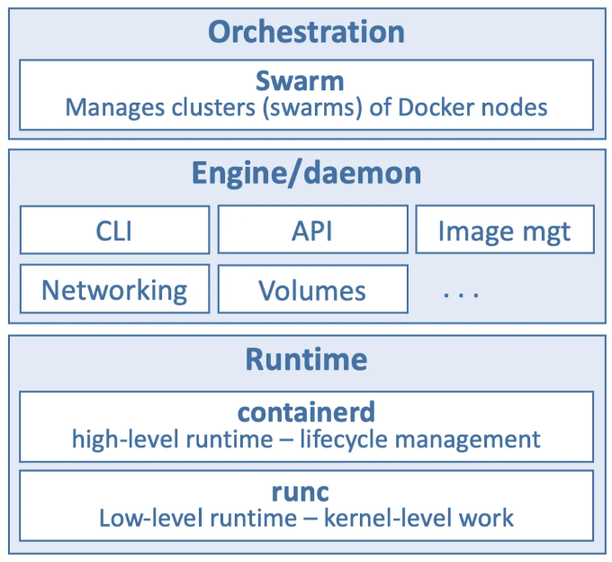 Orchestration
Swarm
Manages clusters (swarms) of Docker nodes
Engine/daemon
CLI API Image mgt
Networking Volumes . . .
Runtime
containerd
high-level runtime – lifecycle management
runc
Low-level runtime – kernel-level work